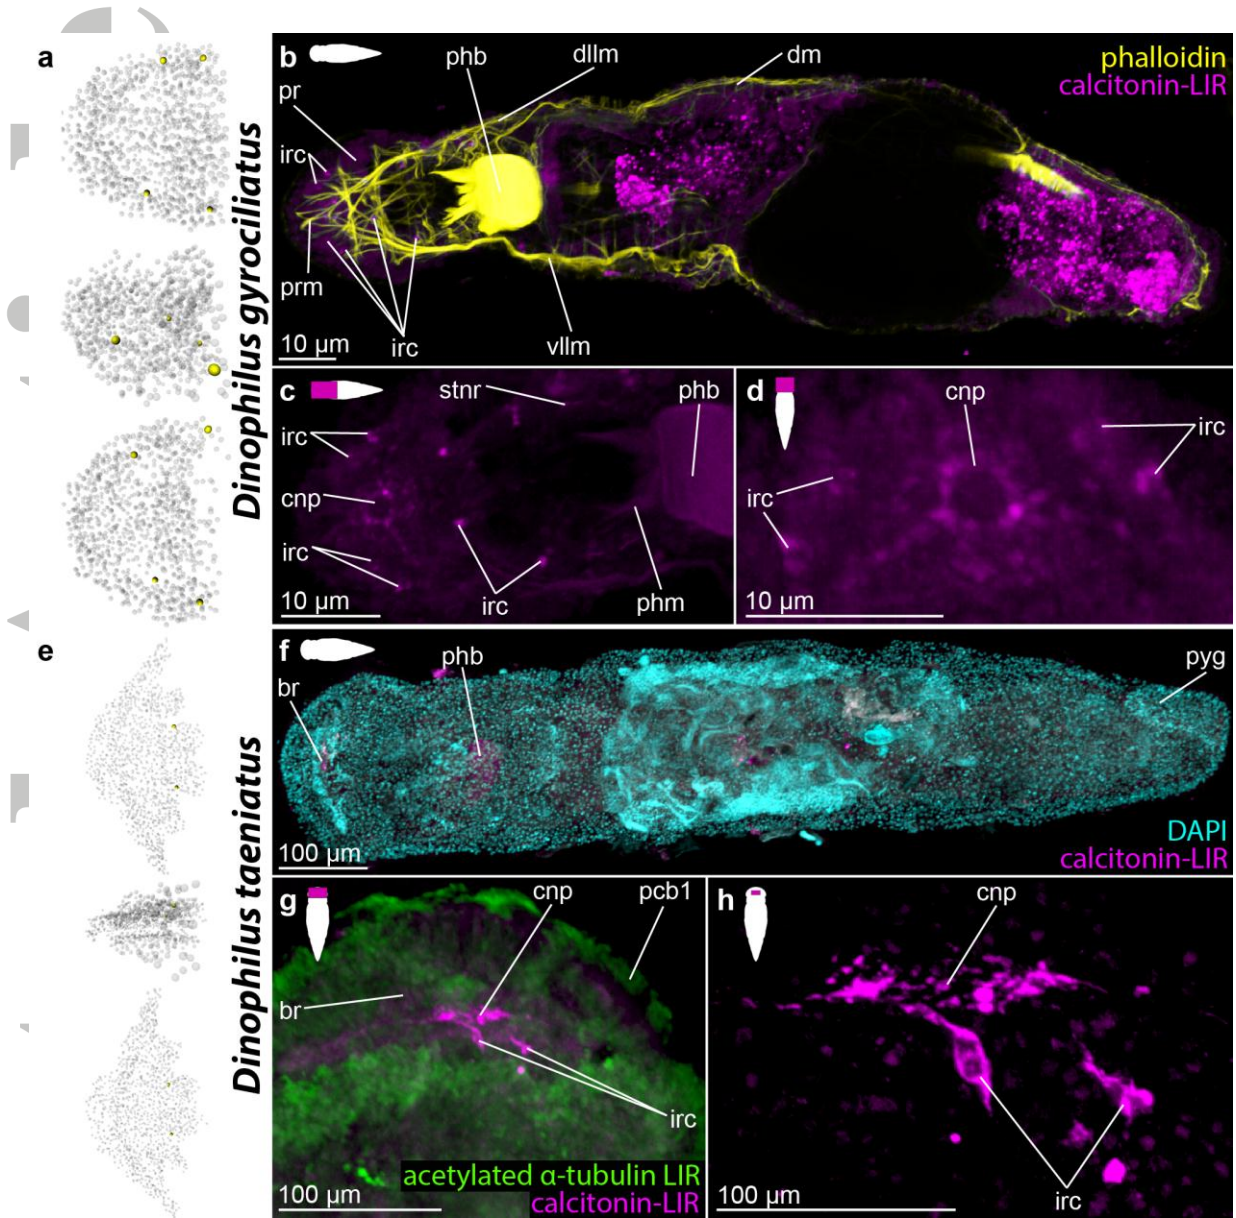 a
Dinophilus gyrociliatus
b
phb
dllm
dm
phalloidin
calcitonin-LIR
pr
irc
prm
irc
vllm
10 µm
c
stnr
phb
irc
cnp
irc
irc
phm
10 µm
d
cnp
irc
irc
10 µm
e
Dinophilus taeniatus
f
phb
br
pyg
DAPI
calcitonin-LIR
100 µm
g
cnp
pcb1
br
irc
acetylated α-tubulin LIR
calcitonin-LIR
100 µm
h
cnp
irc
100 µm